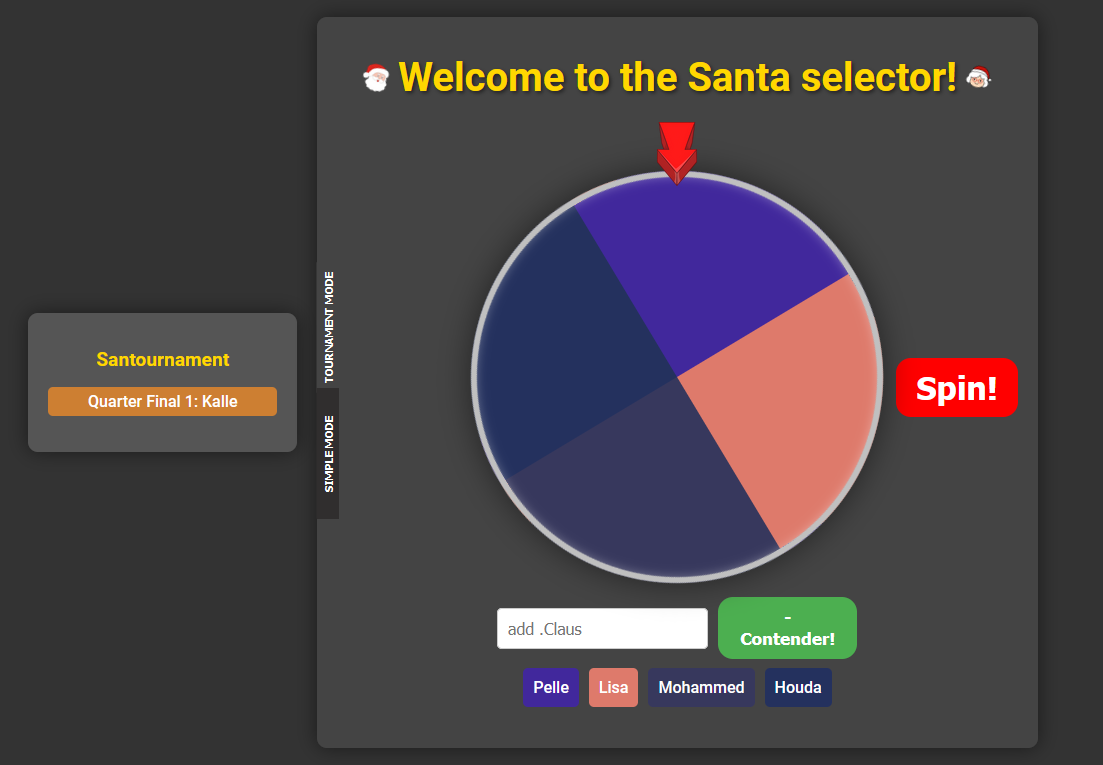 Welcome to the Santa selector!
TOURNAMENT MODE
SIMPLE MODE
Santournament
Quarter Final 1: Kalle
Spin!
add .Claus
-
Contender!
Pelle
Lisa
Mohammed
Houda